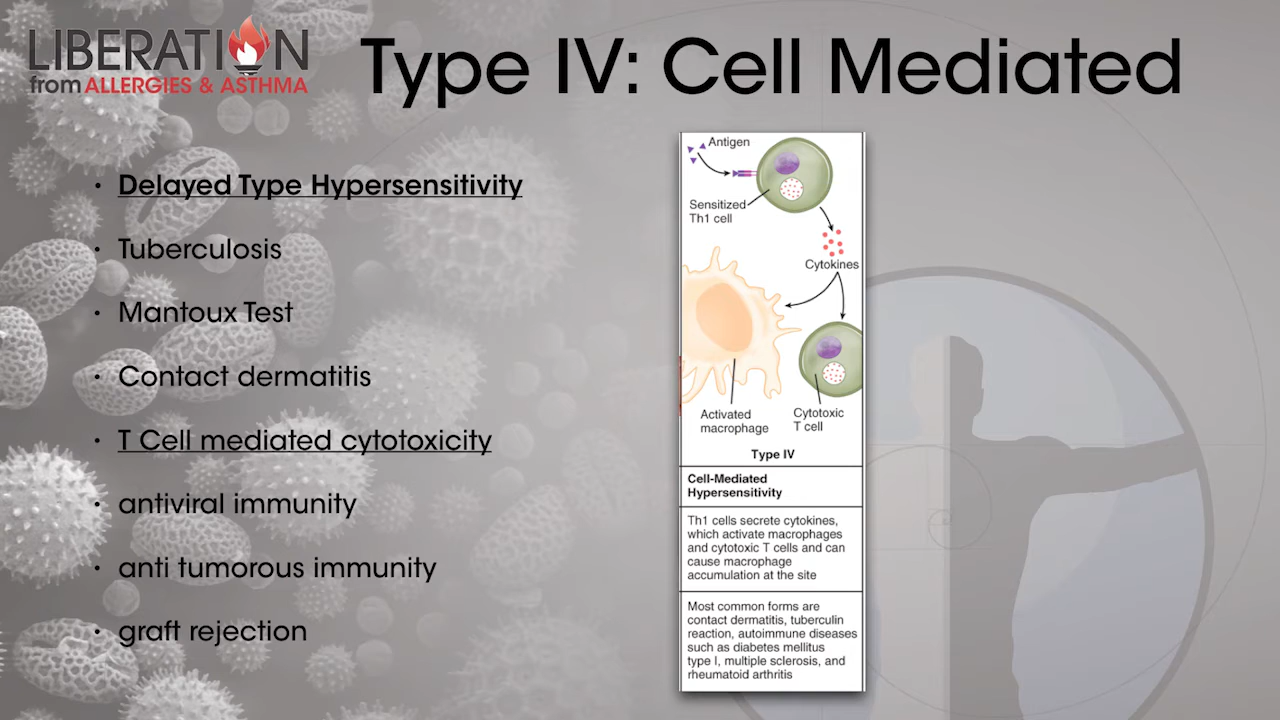 LIBERATION
from ALLERGIES & ASTHMA
Type IV: Cell Mediated
• Delayed Type Hypersensitivity
• Tuberculosis
• Mantoux Test
• Contact dermatitis
• T Cell mediated cytotoxicity
• antiviral immunity
• anti tumorous immunity
• graft rejection
Antigen
Sensitized
Th1 cell
Cytokines
Activated
macrophage
Cytotoxic
T cell
Type IV
Cell-Mediated
Hypersensitivity
Th1 cells secrete cytokines,
which activate macrophages
and cytotoxic T cells and can
cause macrophage
accumulation at the site
Most common forms are
contact dermatitis, tuberculin
reaction, autoimmune diseases
such as diabetes mellitus
type I, multiple sclerosis, and
rheumatoid arthritis